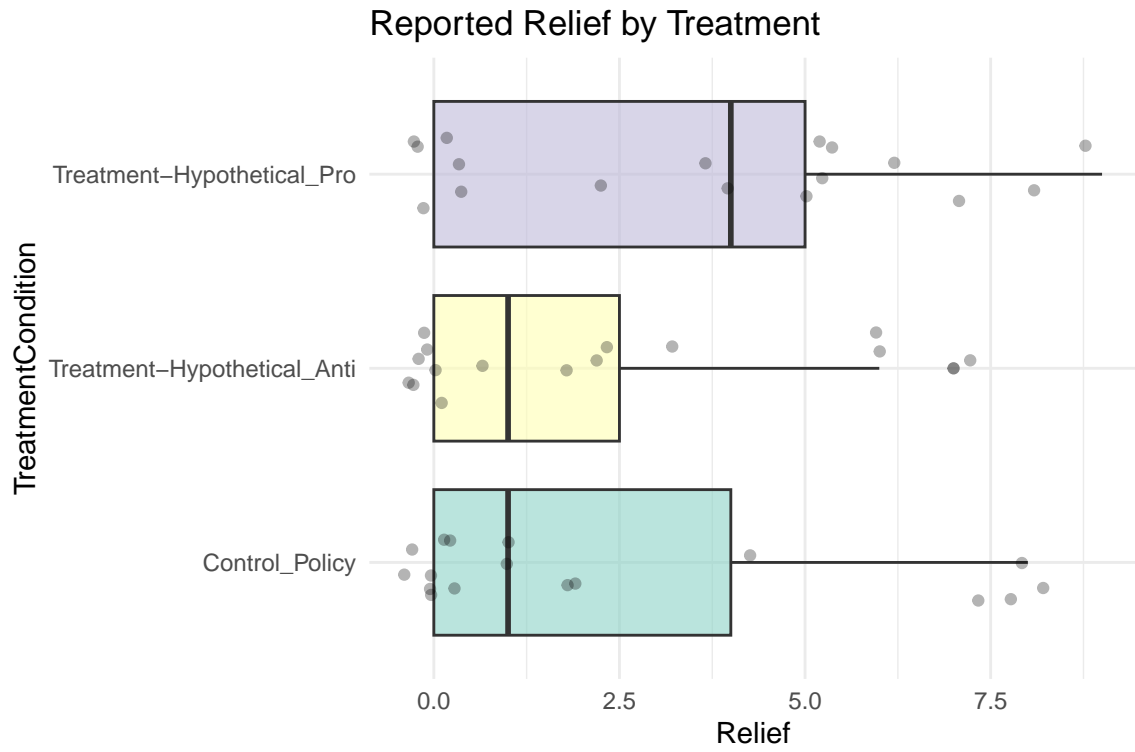 Reported Relief by Treatment
TreatmentCondition
Treatment−Hypothetical_Pro
Treatment−Hypothetical_Anti
Control_Policy
0.0 2.5 5.0 7.5
Relief